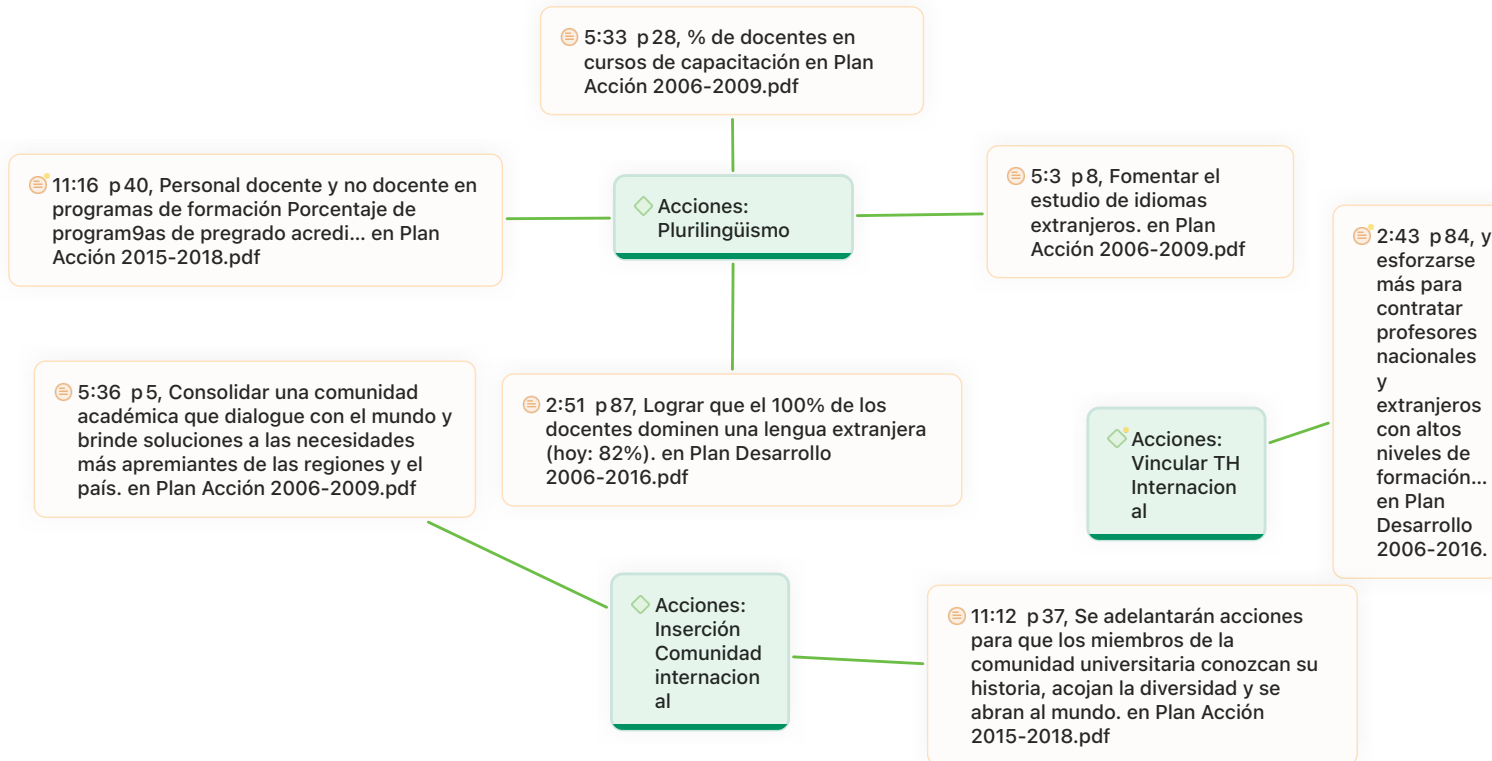 5:33 p 28, % de docentes en
cursos de capacitación en Plan
Acción 2006-2009.pdf
11:16 p 40, Personal docente y no docente en
programas de formación Porcentaje de
program9as de pregrado acredi... en Plan
Acción 2015-2018.pdf
Acciones:
Plurilingüismo
5:3 p 8, Fomentar el
estudio de idiomas
extranjeros. en Plan
Acción 2006-2009.pdf
2:43 p 84, y
esforzarse
más para
contratar
profesores
nacionales
y
extranjeros
con altos
niveles de
formación...
en Plan
Desarrollo
2006-2016.
5:36 p 5, Consolidar una comunidad
académica que dialogue con el mundo y
brinde soluciones a las necesidades
más apremiantes de las regiones y el
país. en Plan Acción 2006-2009.pdf
2:51 p 87, Lograr que el 100% de los
docentes dominen una lengua extranjera
(hoy: 82%). en Plan Desarrollo
2006-2016.pdf
Acciones:
Vincular TH
Internacion
al
Acciones:
Inserción
Comunidad
internacion
al
11:12 p 37, Se adelantarán acciones
para que los miembros de la
comunidad universitaria conozcan su
historia, acojan la diversidad y se
abran al mundo. en Plan Acción
2015-2018.pdf